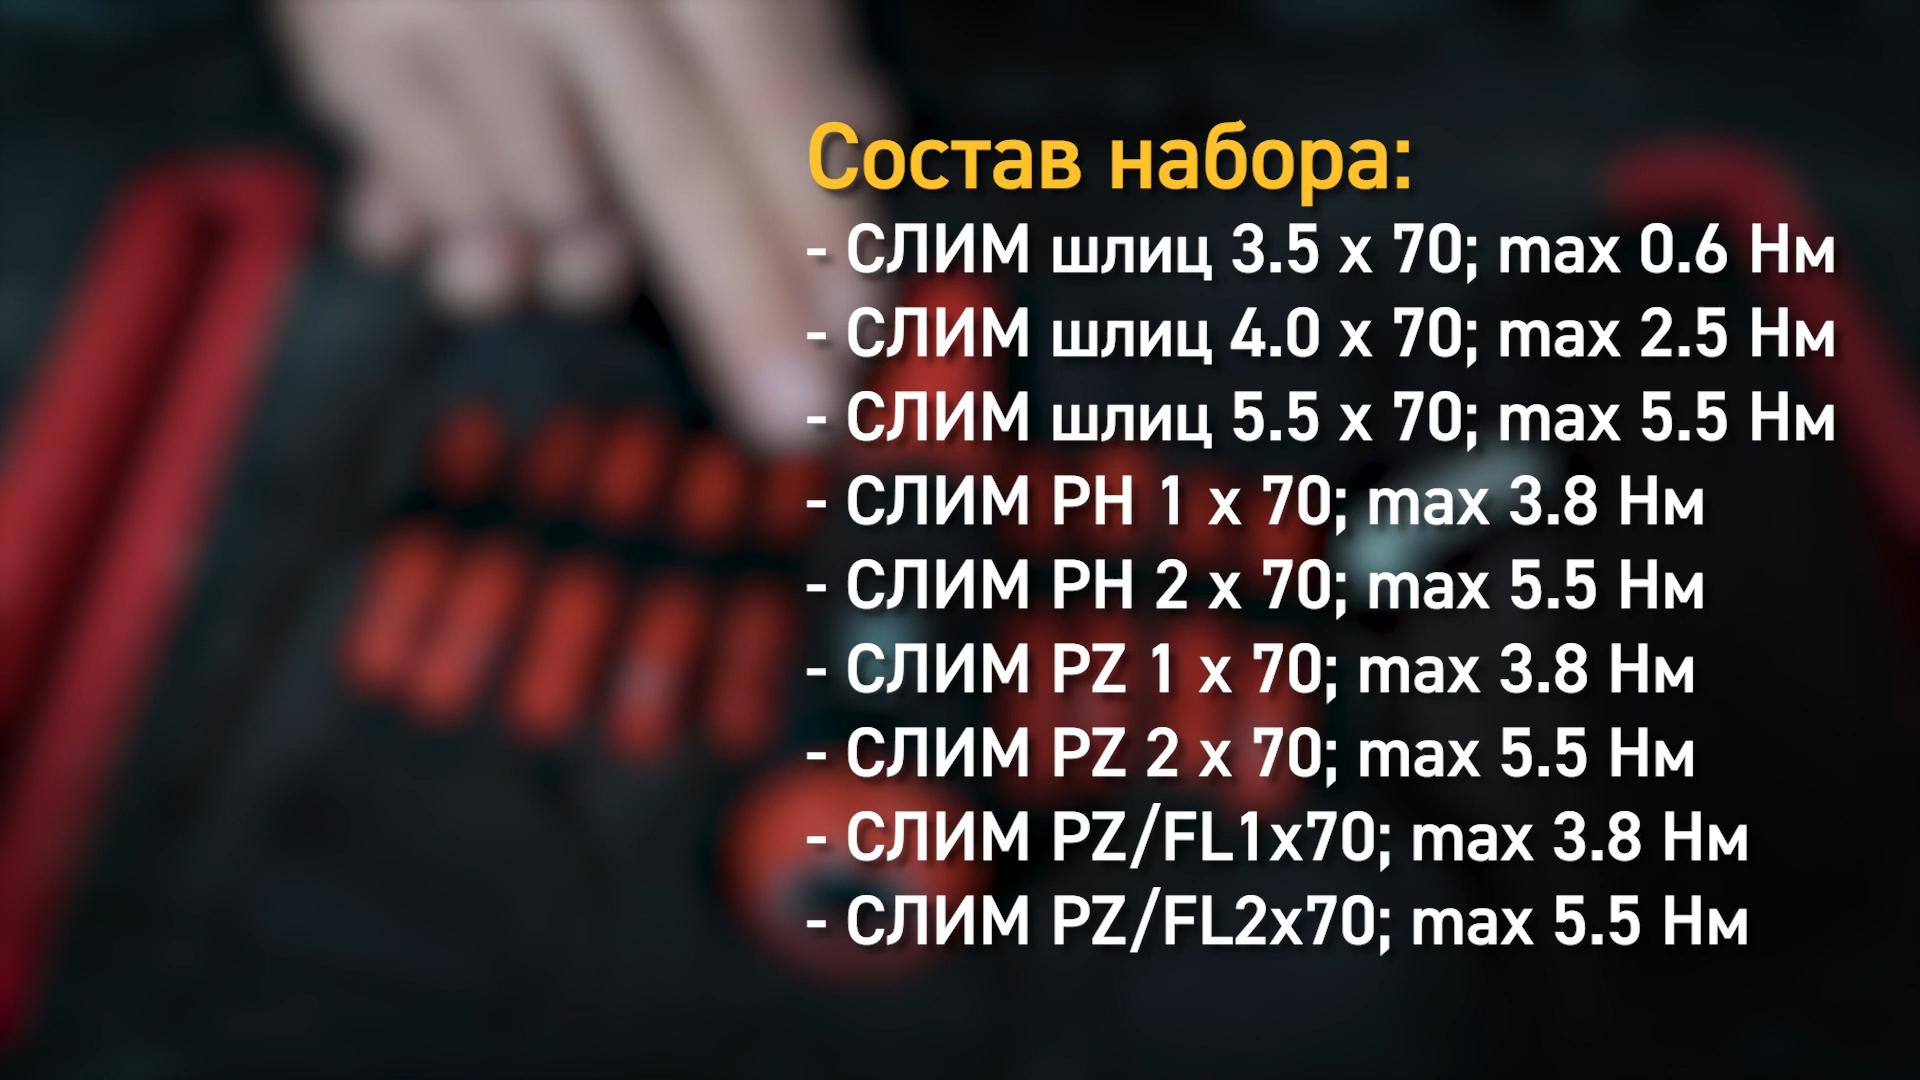 Состав набора:
- СЛИМ шлиц 3.5 х 70; max 0.6 Нм
- СЛИМ шлиц 4.0 х 70; max 2.5 Нм
- СЛИМ шлиц 5.5 х 70; max 5.5 Нм
- СЛИМ PH 1 х 70; max 3.8 Нм
- СЛИМ PH 2 х 70; max 5.5 Нм
- СЛИМ PZ 1 х 70; max 3.8 Нм
- СЛИМ PZ 2 х 70; max 5.5 Нм
- СЛИМ PZ/FL1x70; max 3.8 Нм
- СЛИМ PZ/FL2x70; max 5.5 Нм